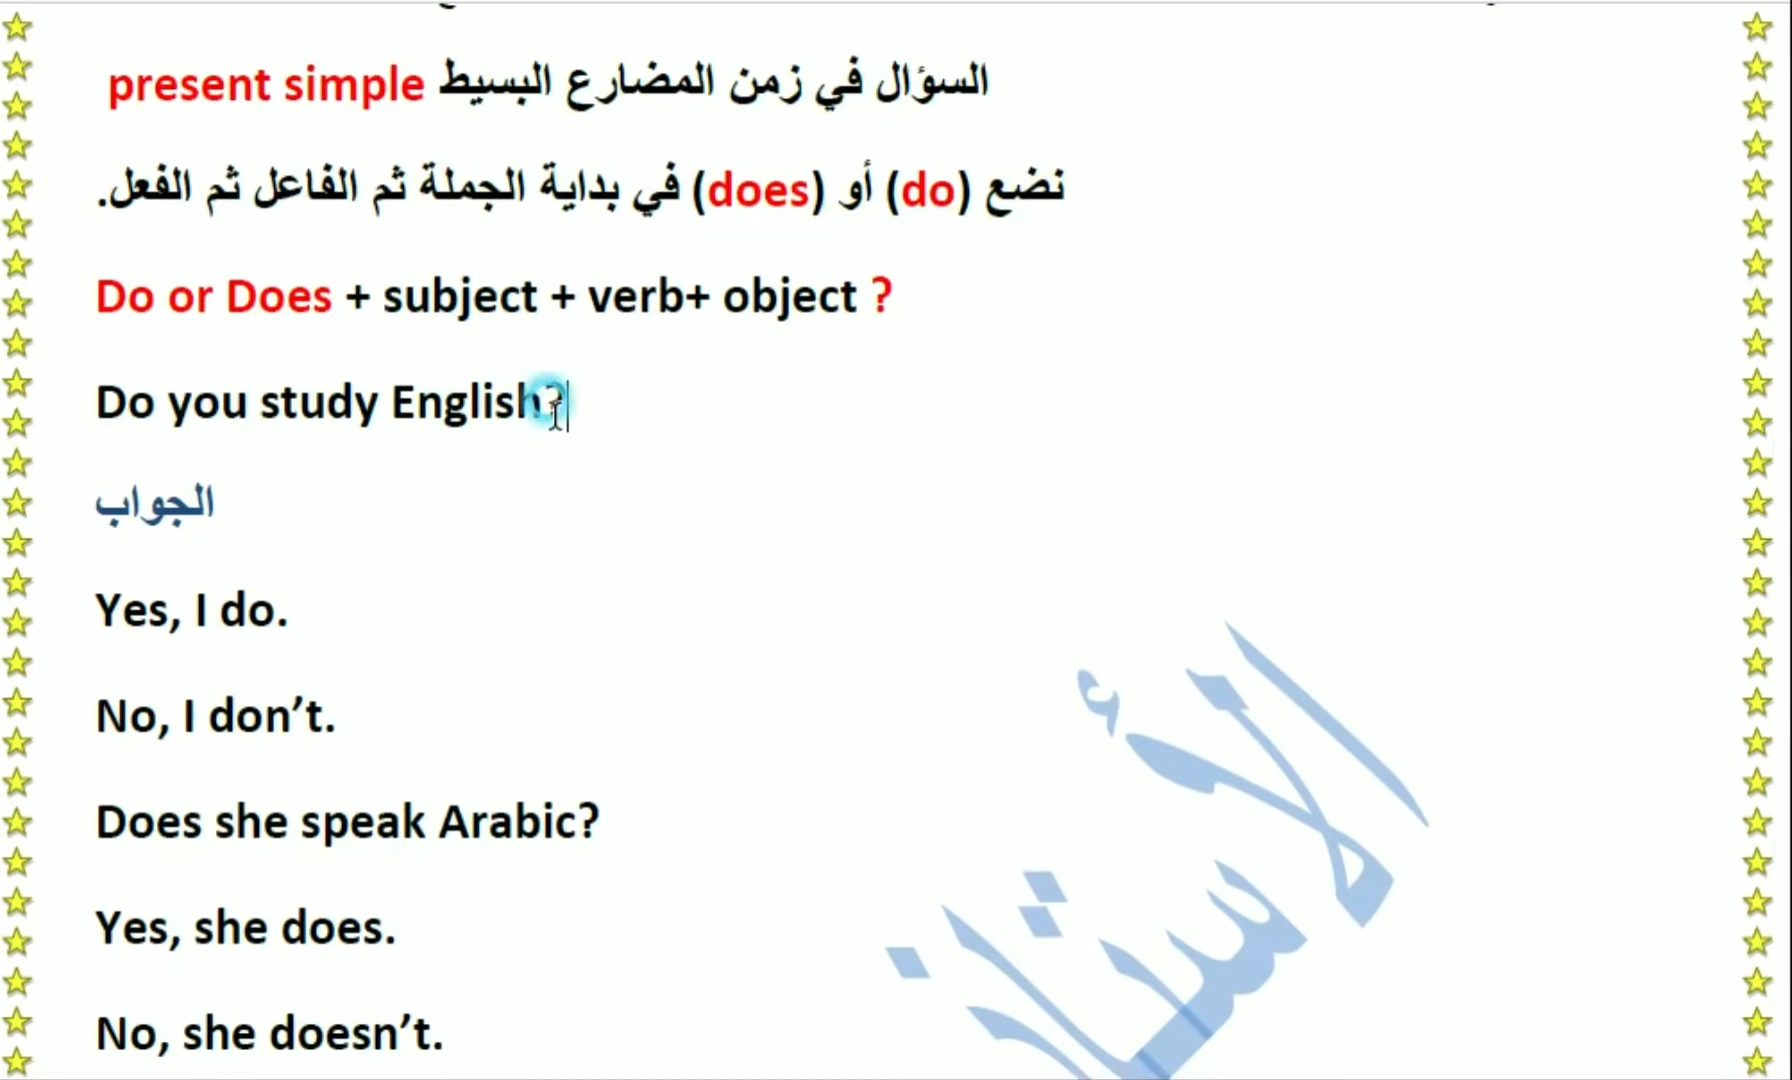 السؤال في زمن المضارع البسيط present simple
نضع (do) أو (does) في بداية الجملة ثم الفاعل ثم الفعل.
Do or Does + subject + verb+ object ?
Do you study English?
الجواب
Yes, I do.
No, I don’t.
Does she speak Arabic?
Yes, she does.
No, she doesn’t.
الأستاذ